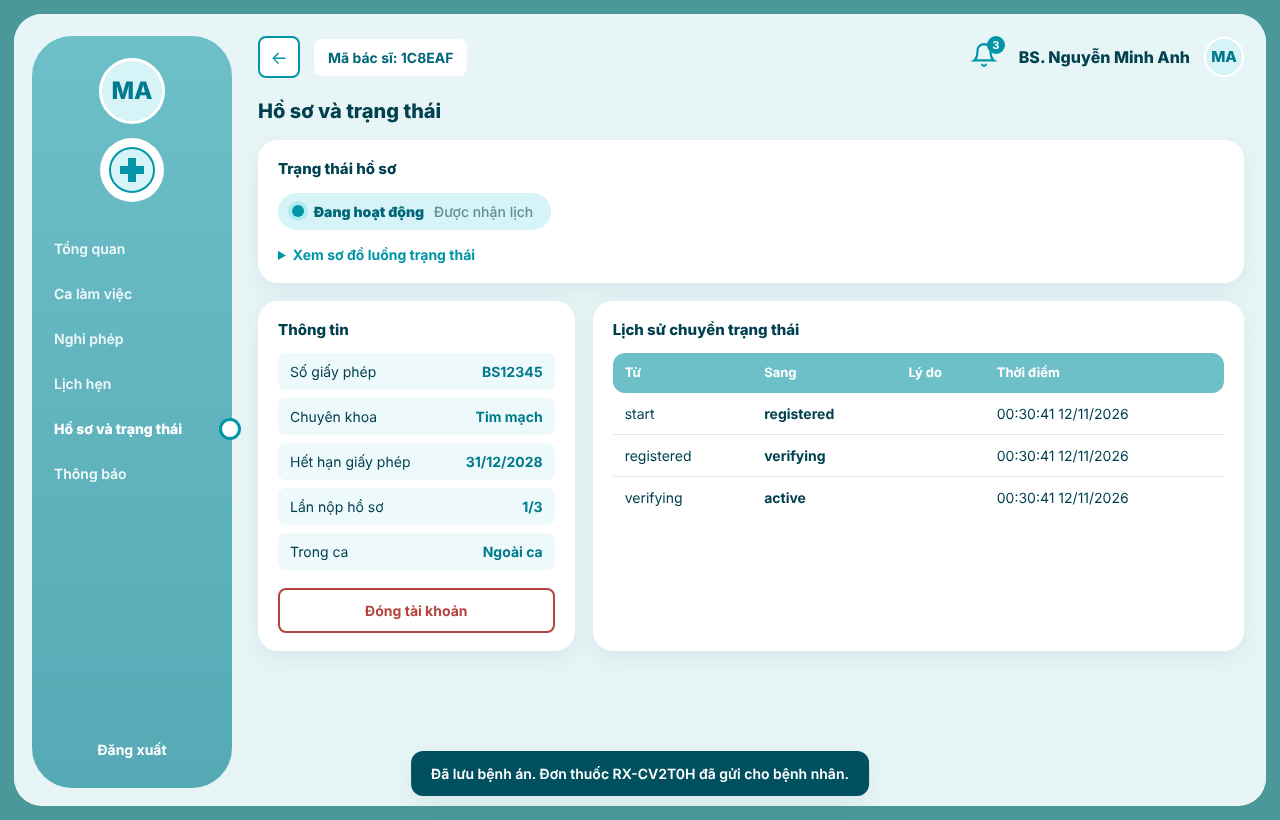 MA
Tổng quan
Ca làm việc
Nghỉ phép
Lịch hẹn
Hồ sơ và trạng thái
Thông báo
Đăng xuất
←
Mã bác sĩ: 1C8EAF
3
BS. Nguyễn Minh Anh
MA
Hồ sơ và trạng thái
Trạng thái hồ sơ
Đang hoạt động Được nhận lịch
Xem sơ đồ luồng trạng thái
Thông tin
Số giấy phép BS12345
Chuyên khoa Tim mạch
Hết hạn giấy phép 31/12/2028
Lần nộp hồ sơ 1/3
Trong ca Ngoài ca
Đóng tài khoản
Lịch sử chuyển trạng thái
Từ Sang Lý do Thời điểm
start registered 00:30:41 12/11/2026
registered verifying 00:30:41 12/11/2026
verifying active 00:30:41 12/11/2026
Đã lưu bệnh án. Đơn thuốc RX-CV2T0H đã gửi cho bệnh nhân.